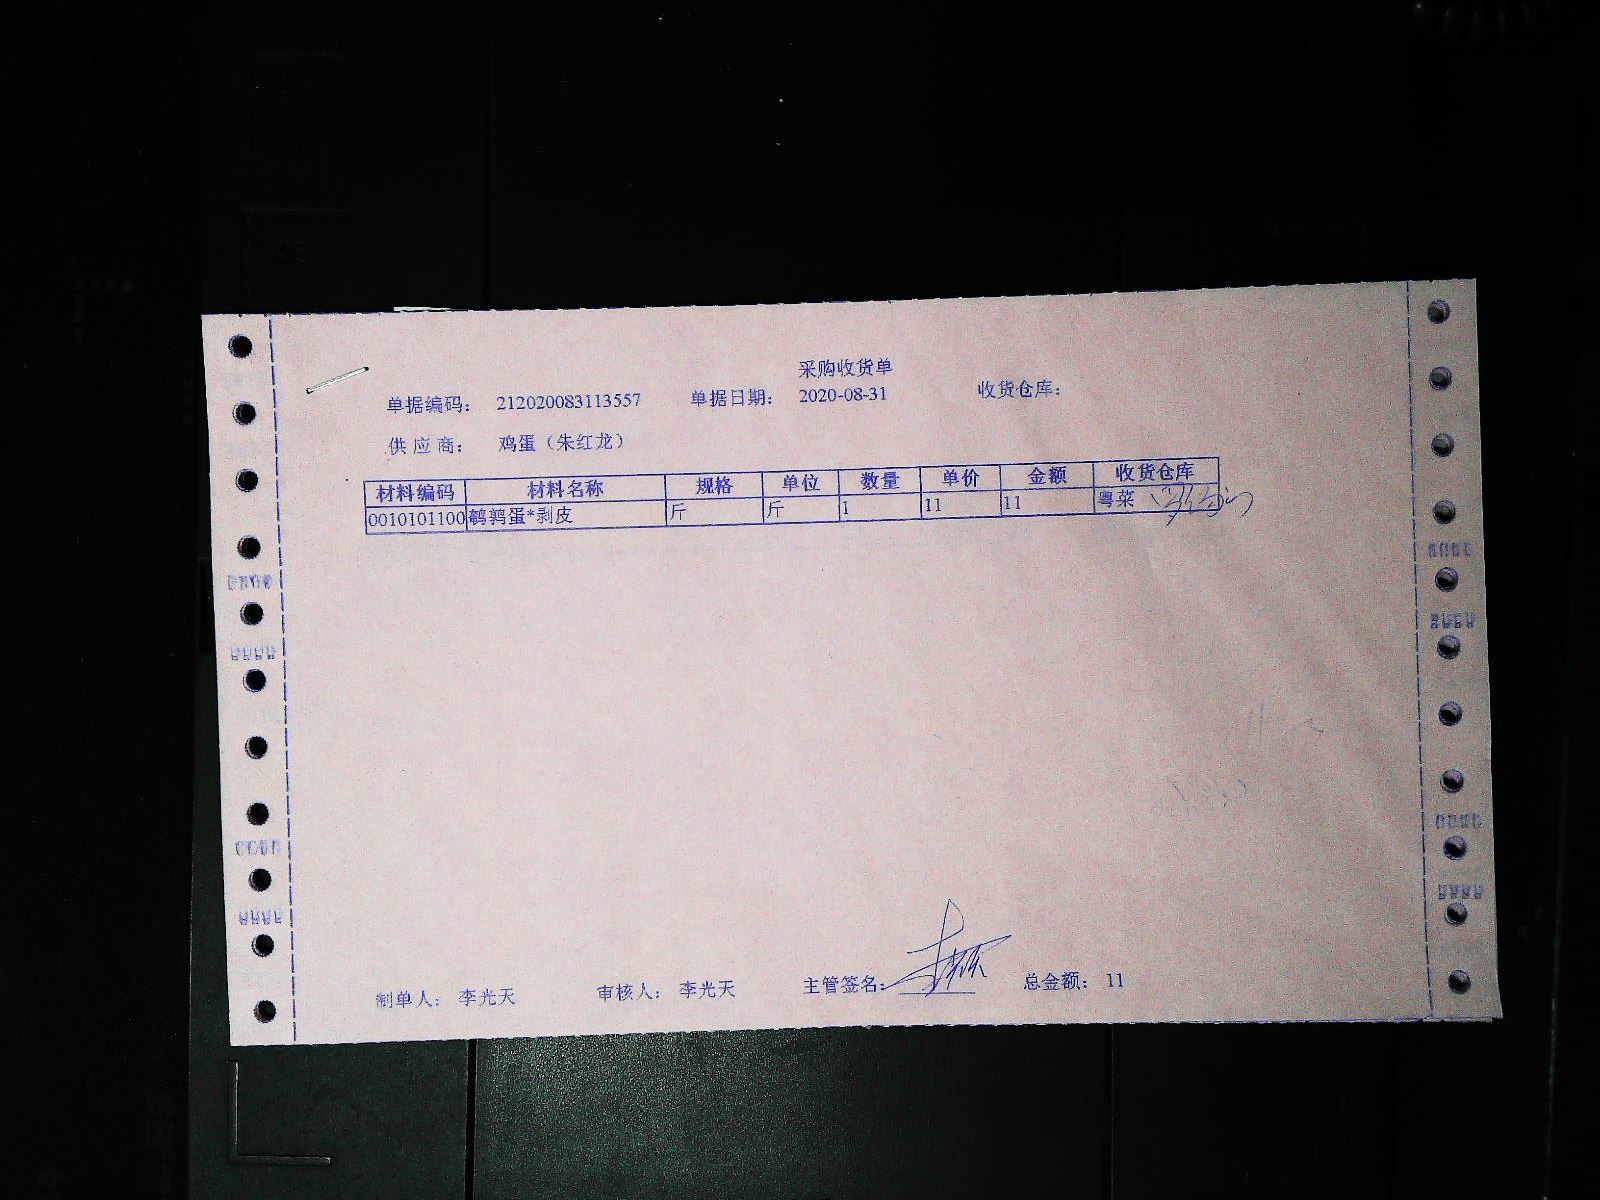 采购收货单
单据编码: 212020083113557 单据日期: 2020-08-31 收货仓库:
供应商: 鸡蛋（朱红龙）
材料编码 材料名称 规格 单位 数量 单价 金额 收货仓库
0010101100 鹌鹑蛋*剥皮 斤 斤 1 11 11 粤菜
制单人: 李光天 审核人: 李光天 主管签名: 总金额: 11